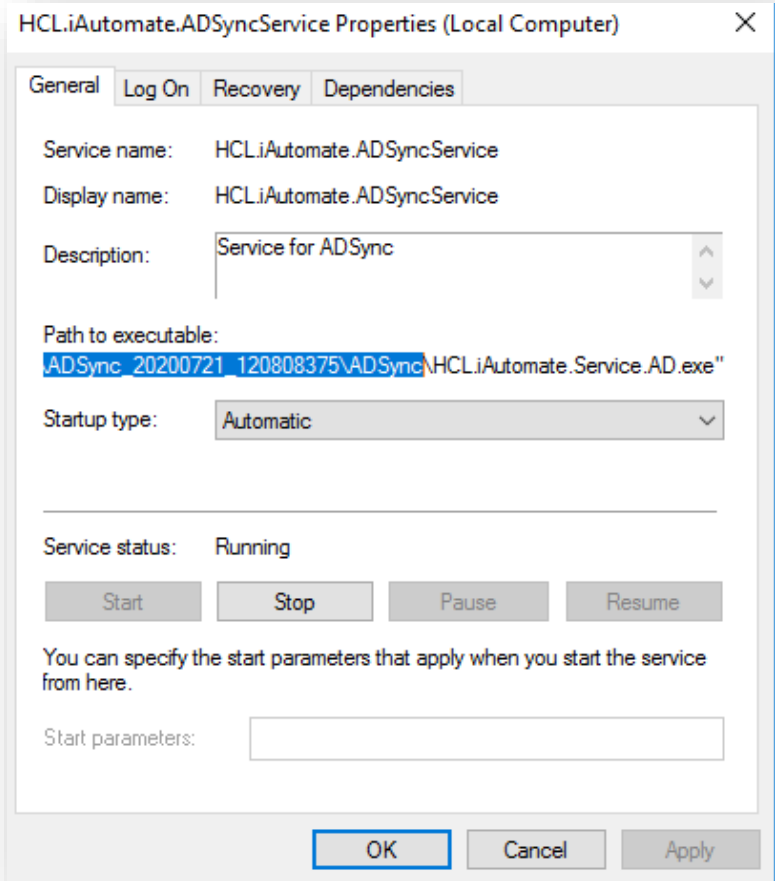 HCL.iAutomate.ADSyncService Properties (Local Computer)
General Log On Recovery Dependencies
Service name: HCL.iAutomate.ADSyncService
Display name: HCL.iAutomate.ADSyncService
Description: Service for ADSync
Path to executable:
\ADSync_20200721_120808375\ADSync\HCL.iAutomate.Service.AD.exe"
Startup type: Automatic
Service status: Running
Start Stop Pause Resume
You can specify the start parameters that apply when you start the service
from here.
Start parameters:
OK Cancel Apply